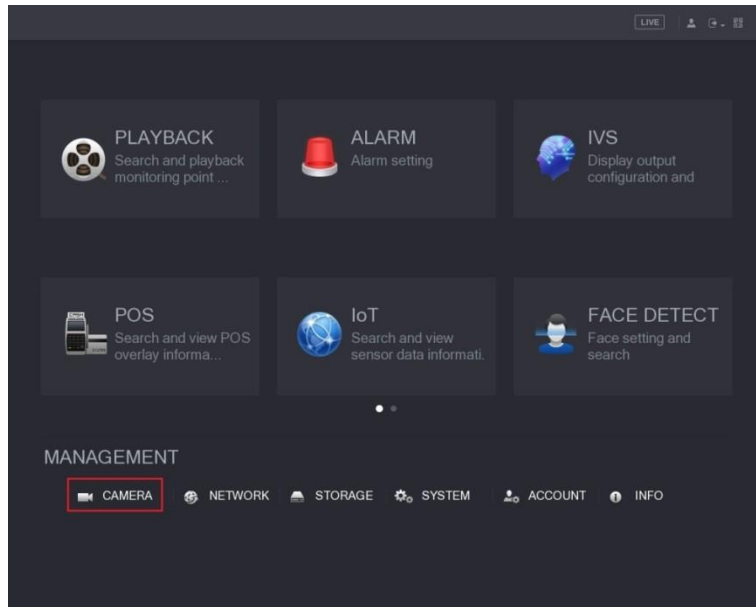 LIVE
PLAYBACK
Search and playback
monitoring point ...
ALARM
Alarm setting
IVS
Display output
configuration and
POS
Search and view POS
overlay informa...
IoT
Search and view
sensor data informati.
FACE DETECT
Face setting and
search
MANAGEMENT
CAMERA NETWORK STORAGE SYSTEM ACCOUNT INFO